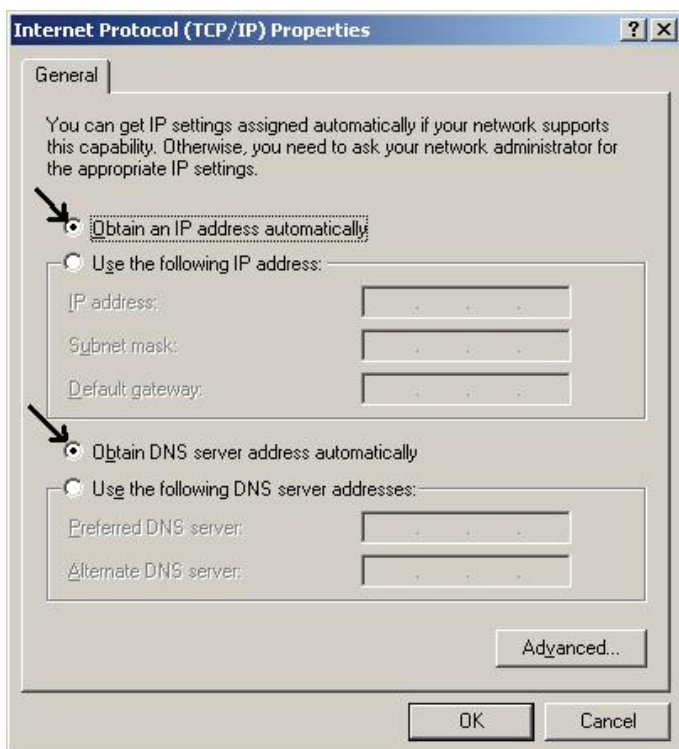 Internet Protocol (TCP/IP) Properties
General
You can get IP settings assigned automatically if your network supports
this capability. Otherwise, you need to ask your network administrator for
the appropriate IP settings.
Obtain an IP address automatically
Use the following IP address:
IP address:
Subnet mask:
Default gateway:
Obtain DNS server address automatically
Use the following DNS server addresses:
Preferred DNS server:
Alternate DNS server:
Advanced...
OK Cancel